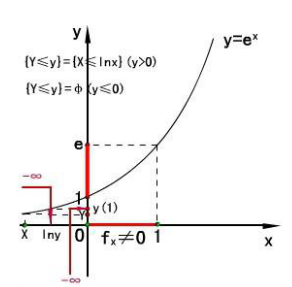 y
y=eˣ
{Y≤y}={X≤lnx}(y>0)
{Y≤y}=ϕ(y≤0)
e
-∞
1
y(1)
Y
X lny 0 fₓ≠0 1 x
-∞